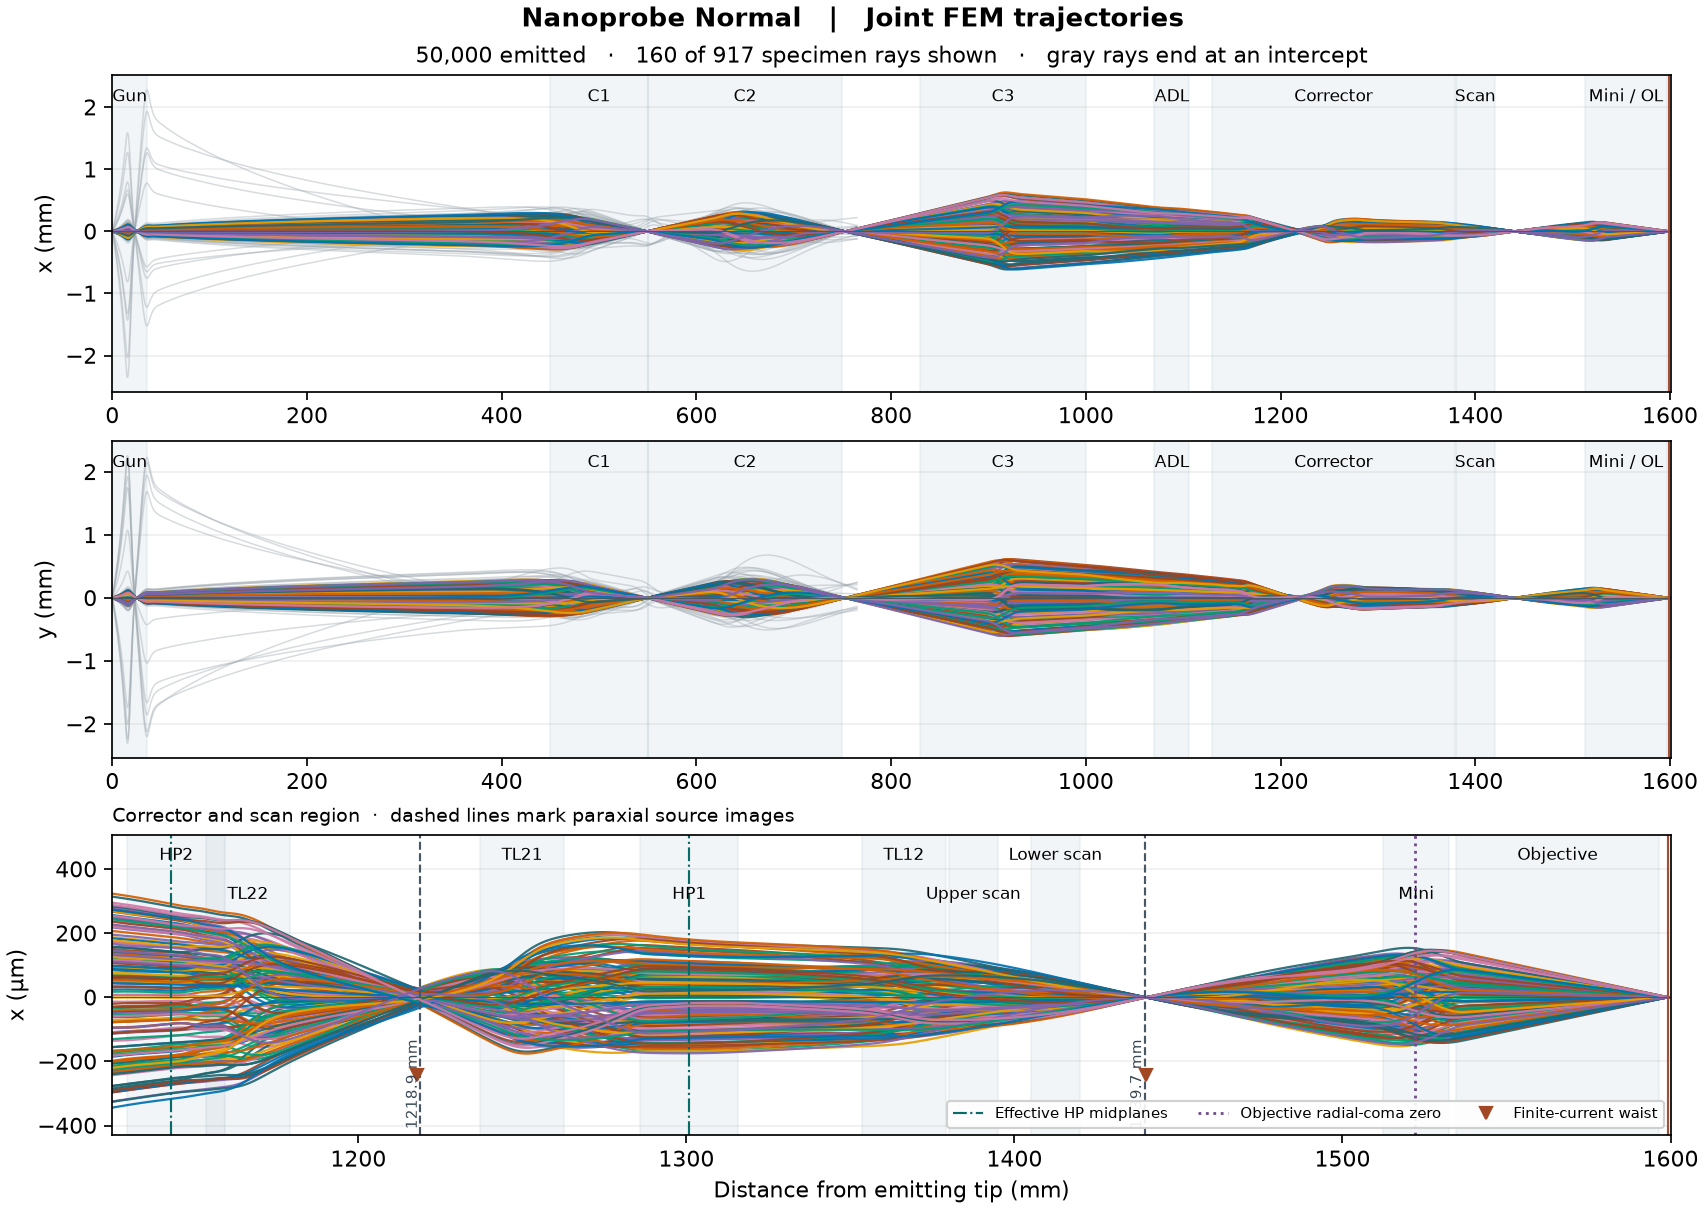 Nanoprobe Normal | Joint FEM trajectories
50,000 emitted · 160 of 917 specimen rays shown · gray rays end at an intercept
Gun C1 C2 C3 ADL Corrector Scan Mini / OL
x (mm)
2
1
0
−1
−2
0 200 400 600 800 1000 1200 1400 1600
Gun C1 C2 C3 ADL Corrector Scan Mini / OL
y (mm)
2
1
0
−1
−2
0 200 400 600 800 1000 1200 1400 1600
Corrector and scan region · dashed lines mark paraxial source images
HP2 TL21 TL12 Lower scan Objective
TL22 HP1 Upper scan Mini
x (μm)
400
200
0
−200
−400
1218.9 mm
9.7 mm
Effective HP midplanes Objective radial-coma zero Finite-current waist
1200 1300 1400 1500 1600
Distance from emitting tip (mm)